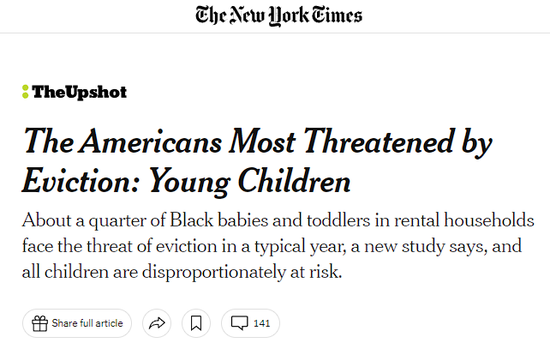 The New York Times
TheUpshot
The Americans Most Threatened by
Eviction: Young Children
About a quarter of Black babies and toddlers in rental households
face the threat of eviction in a typical year, a new study says, and
all children are disproportionately at risk.
Share full article 141